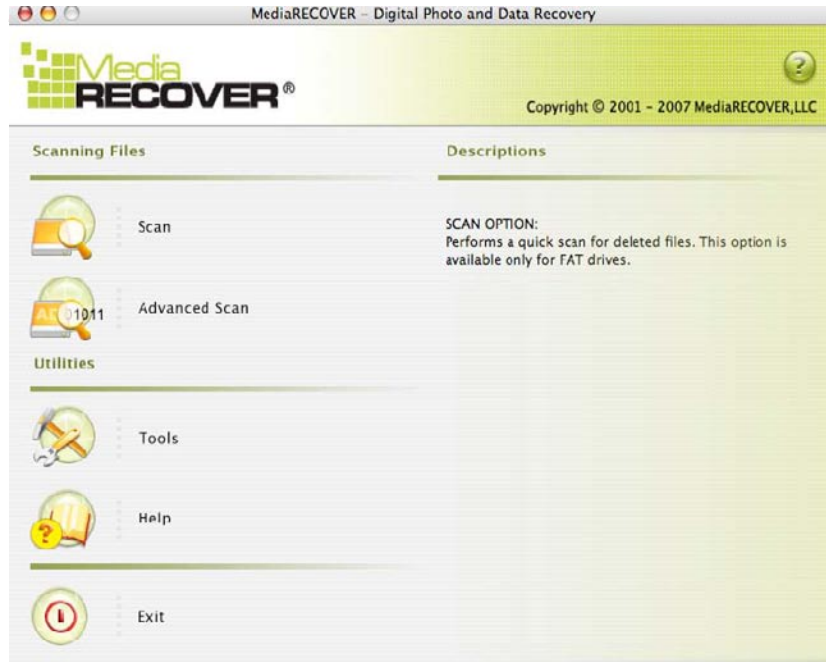 MediaRECOVER – Digital Photo and Data Recovery
Media
RECOVER®
?
Copyright © 2001 – 2007 MediaRECOVER,LLC
Scanning Files
Descriptions
Scan
SCAN OPTION:
Performs a quick scan for deleted files. This option is
available only for FAT drives.
AD 01011
Advanced Scan
Utilities
Tools
?
Help
Exit